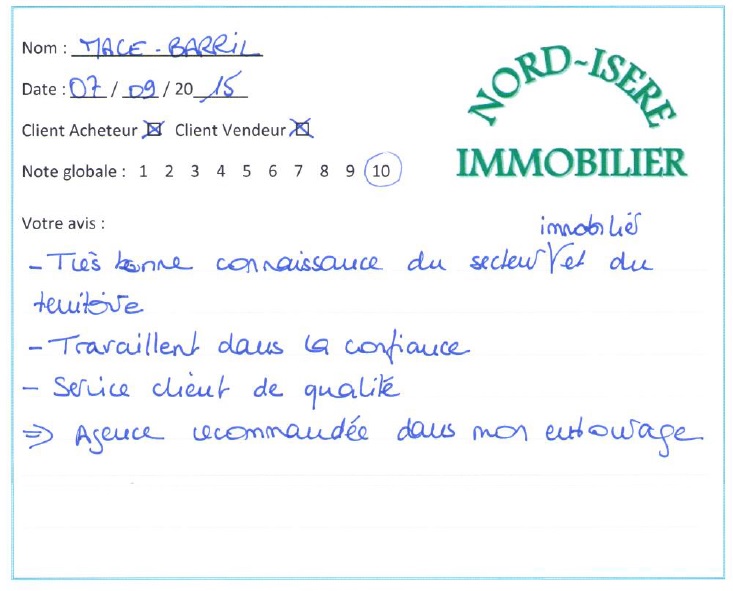 Nom : MACE - BARRIL
Date : 07 / 09 / 20 15
Client Acheteur ☒ Client Vendeur ☒
Note globale : 1 2 3 4 5 6 7 8 9 10
NORD-ISERE
IMMOBILIER
Votre avis :
immobilier
- Très bonne connaissance du secteur √ et du
territoire
- Travaillent dans la confiance
- Service client de qualité
=> Agence recommandée dans mon entourage